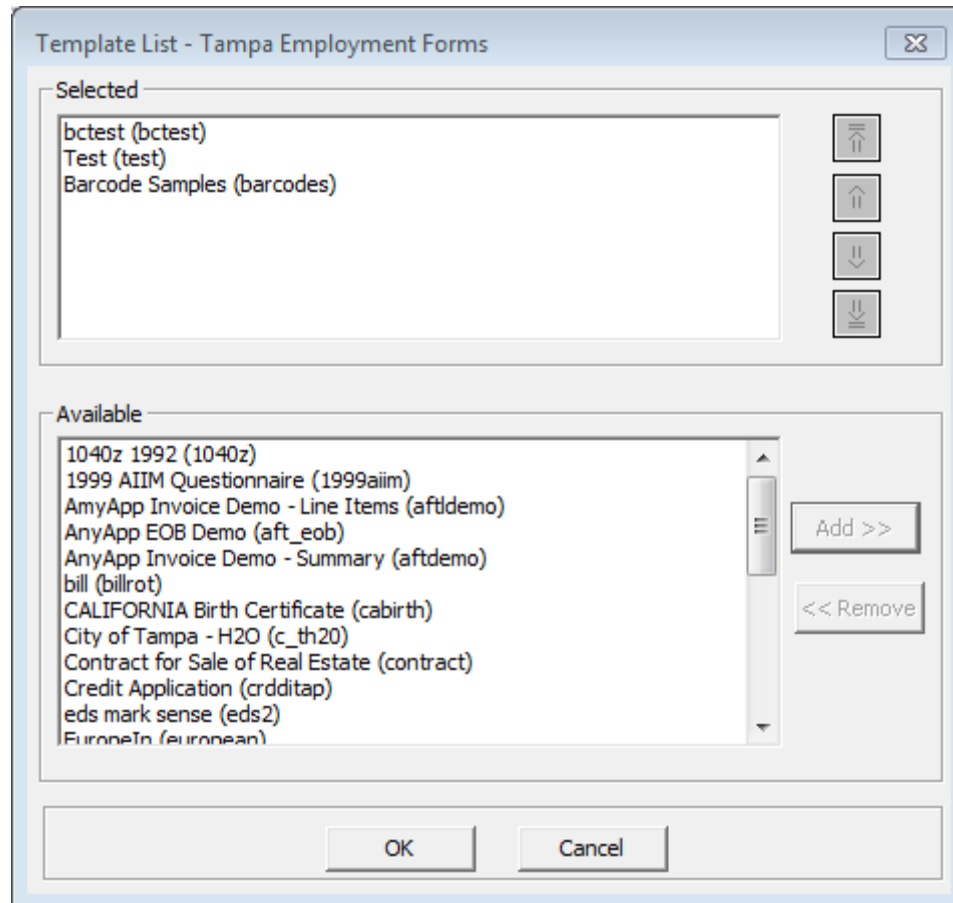 Template List - Tampa Employment Forms
Selected
bctest (bctest)
Test (test)
Barcode Samples (barcodes)
Available
1040z 1992 (1040z)
1999 AIIM Questionnaire (1999aiim)
AmyApp Invoice Demo - Line Items (aftldemo)
AnyApp EOB Demo (aft_eob)
AnyApp Invoice Demo - Summary (aftdemo)
bill (billrot)
CALIFORNIA Birth Certificate (cabirth)
City of Tampa - H2O (c_th20)
Contract for Sale of Real Estate (contract)
Credit Application (crdditap)
eds mark sense (eds2)
EuropeIn (european)
Add >>
<< Remove
OK
Cancel